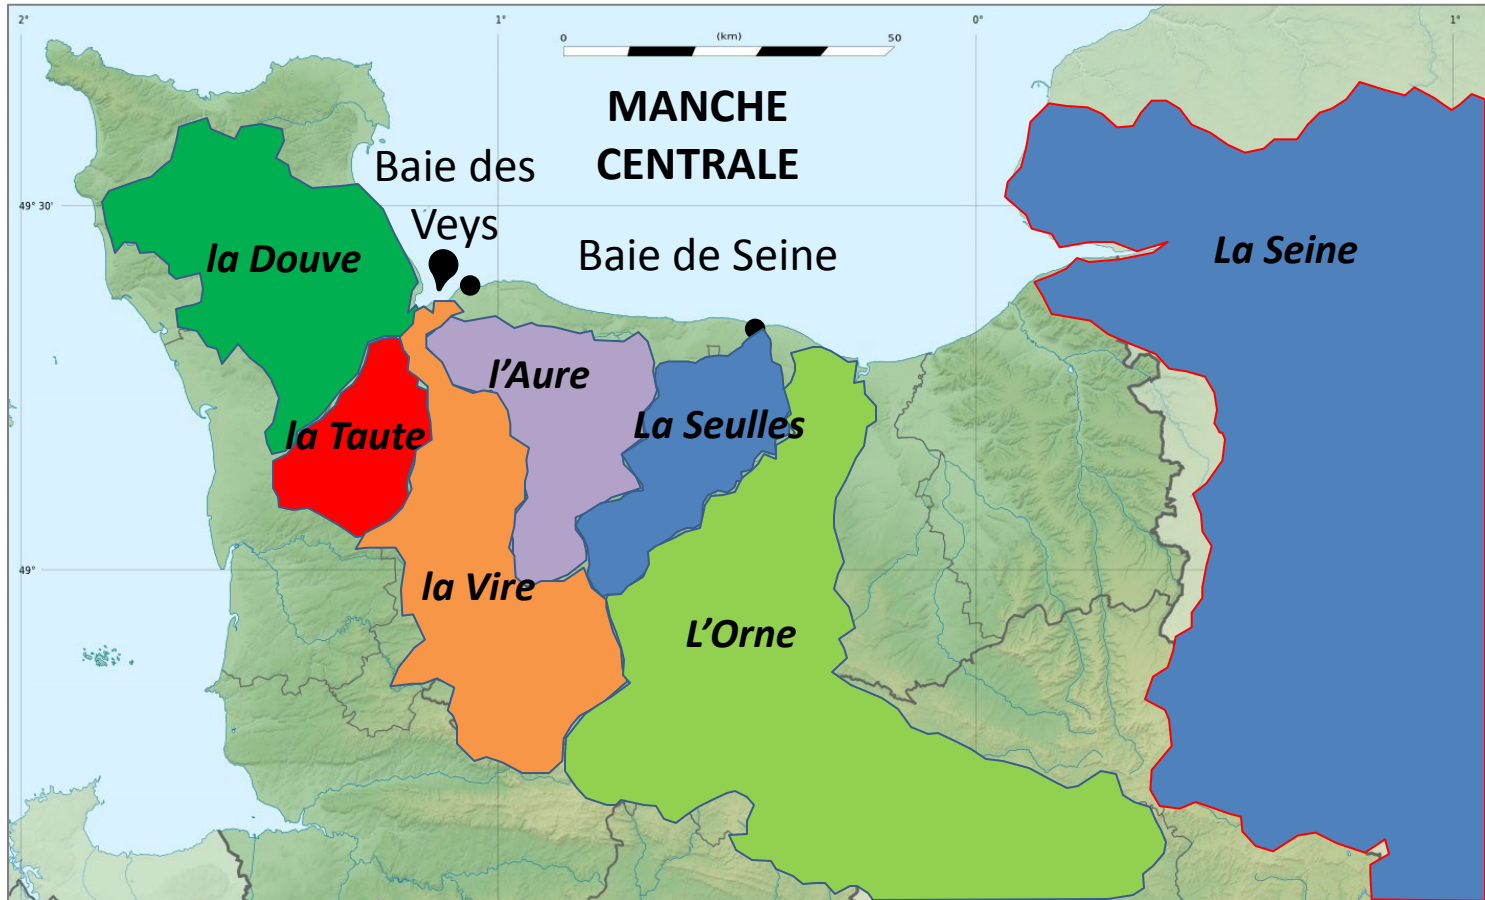 2°
1°
0°
1°
0
(km)
50
MANCHE
CENTRALE
Baie des
Veys
49° 30'
Baie de Seine
la Douve
La Seine
l’Aure
la Taute
La Seulles
49°
la Vire
L’Orne